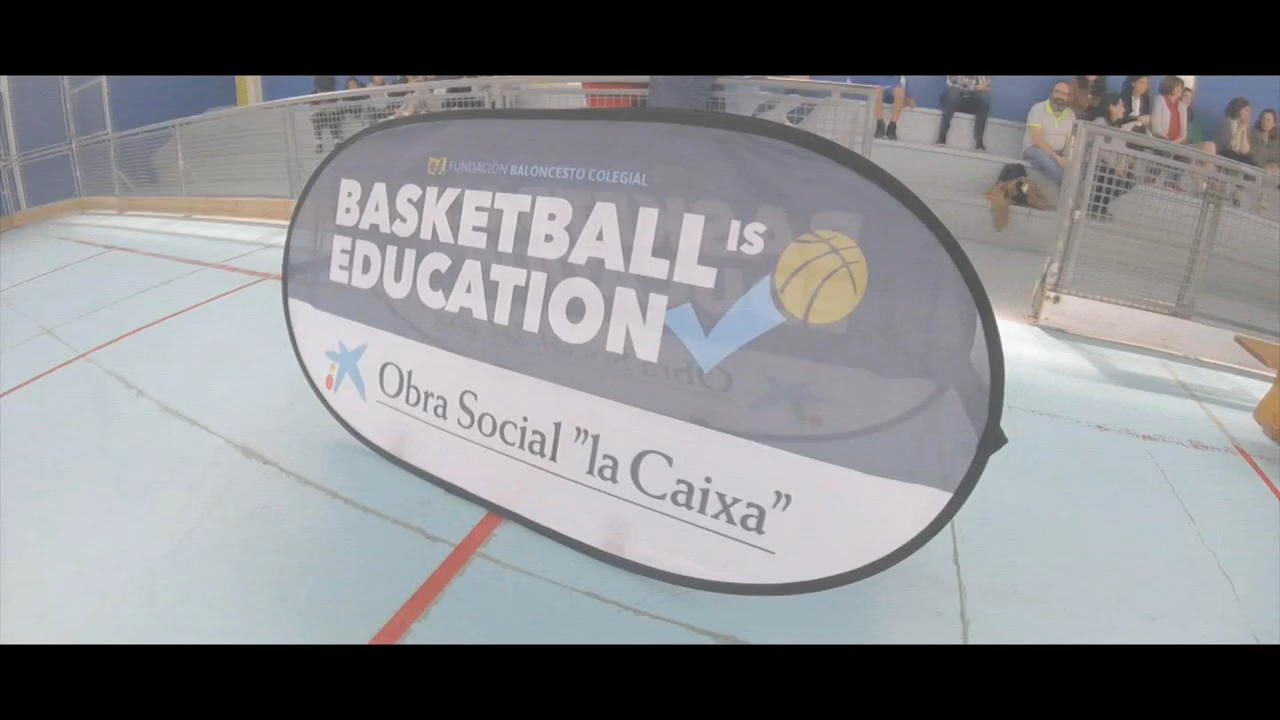 FUNDACIÓN BALONCESTO COLEGIAL
BASKETBALL IS
EDUCATION
Obra Social "la Caixa"